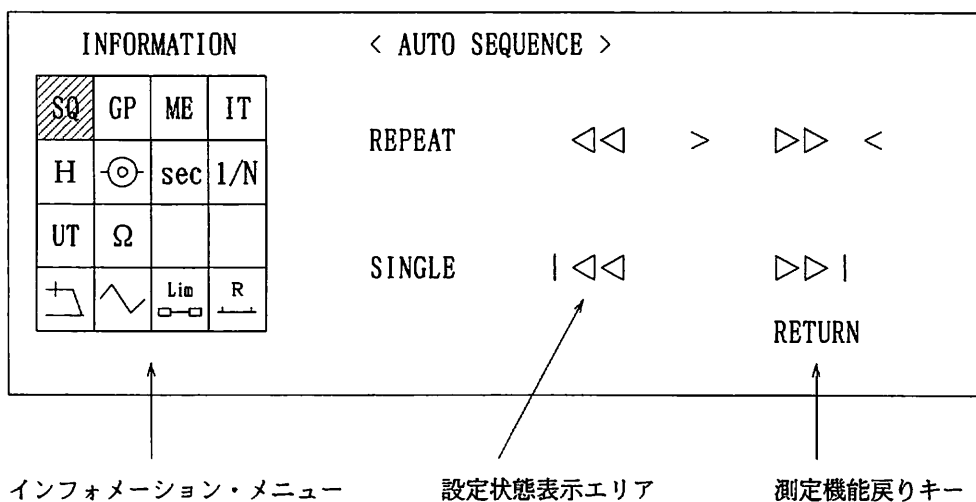 INFORMATION < AUTO SEQUENCE >
SQ GP ME IT
REPEAT ◁◁ > ▷▷ <
H sec 1/N
UT Ω
SINGLE |◁◁ ▷▷|
Lim R
RETURN
インフォメーション・メニュー 設定状態表示エリア 測定機能戻りキー